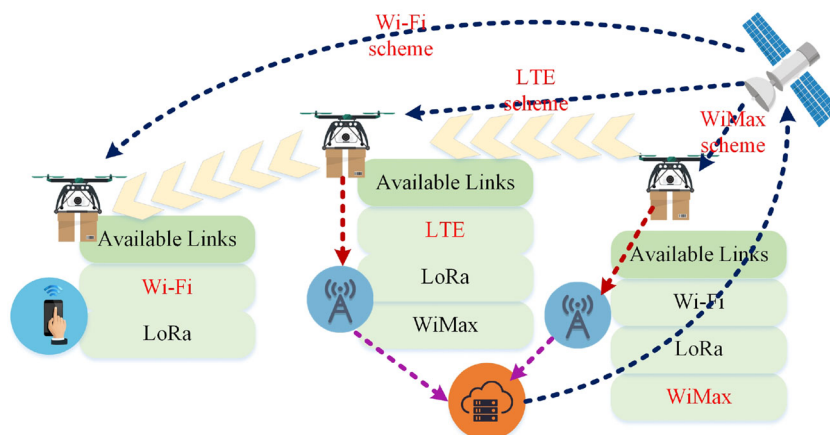 Wi-Fi
scheme
LTE
scheme
WiMax
scheme
Available Links
LTE
LoRa
WiMax
Available Links
Wi-Fi
LoRa
Available Links
Wi-Fi
LoRa
WiMax